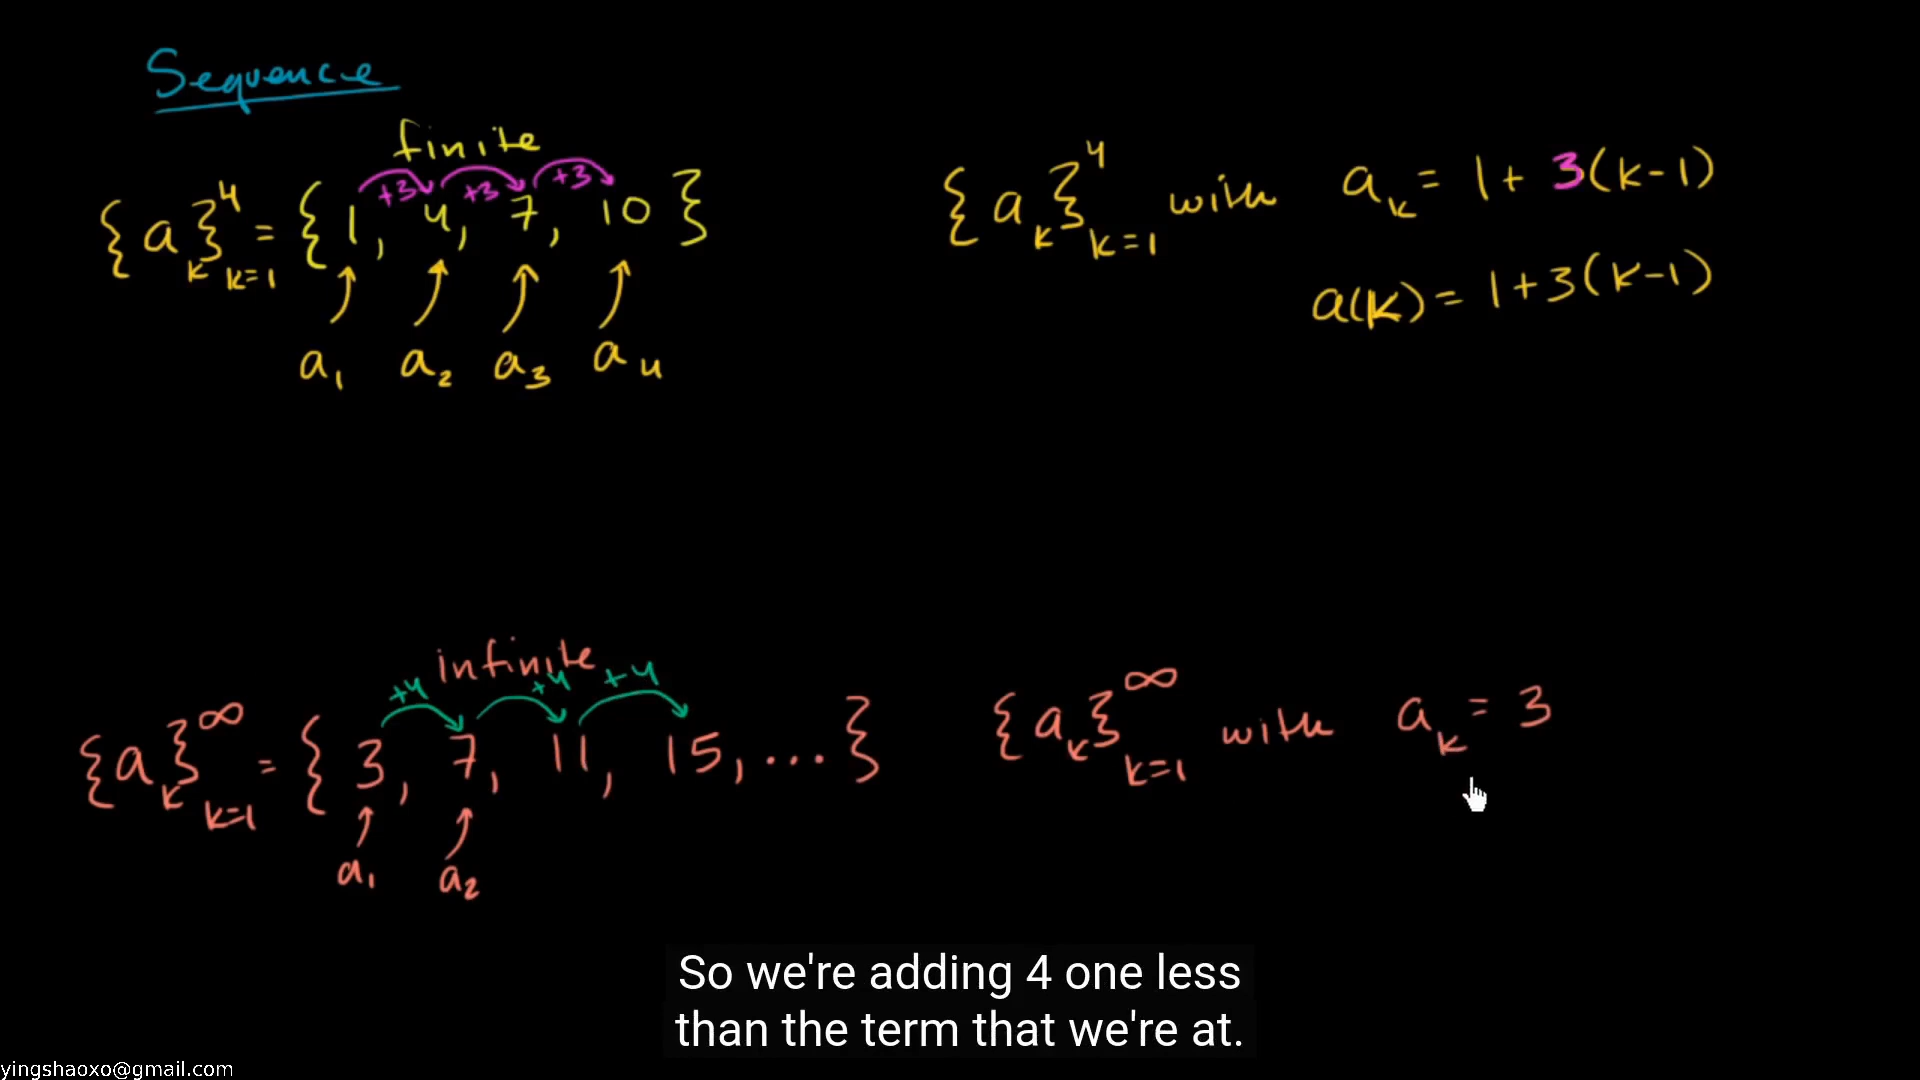 Sequence
finite
+3 +3 +3
{a_k}^4_{k=1} = {1, 4, 7, 10}
a_1 a_2 a_3 a_4
{a_k}^4_{k=1} with a_k = 1 + 3(k-1)
a(k) = 1+3(k-1)
infinite
+4 +4 +4
{a_k}^∞_{k=1} = {3, 7, 11, 15, ...}
a_1 a_2
{a_k}^∞_{k=1} with a_k = 3
So we're adding 4 one less
than the term that we're at.
yingshaoxo@gmail.com